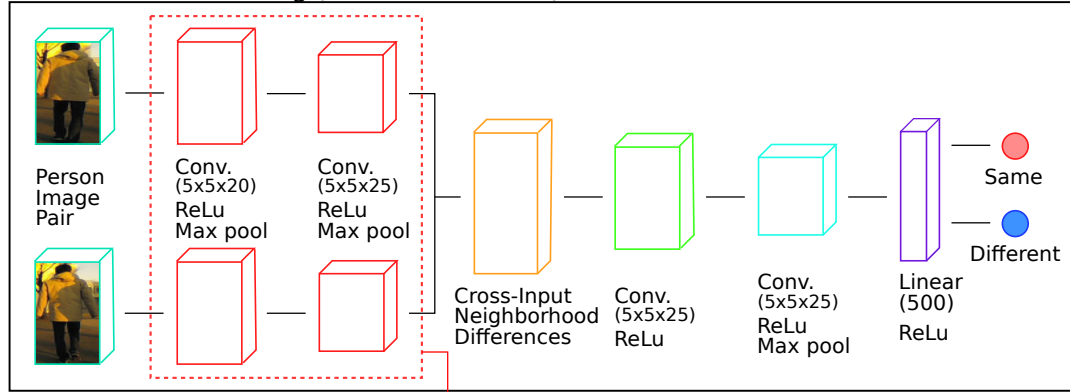 Person
Image
Pair
Conv.
(5x5x20)
ReLu
Max pool
Conv.
(5x5x25)
ReLu
Max pool
Cross-Input
Neighborhood
Differences
Conv.
(5x5x25)
ReLu
Conv.
(5x5x25)
ReLu
Max pool
Linear
(500)
ReLu
Same
Different